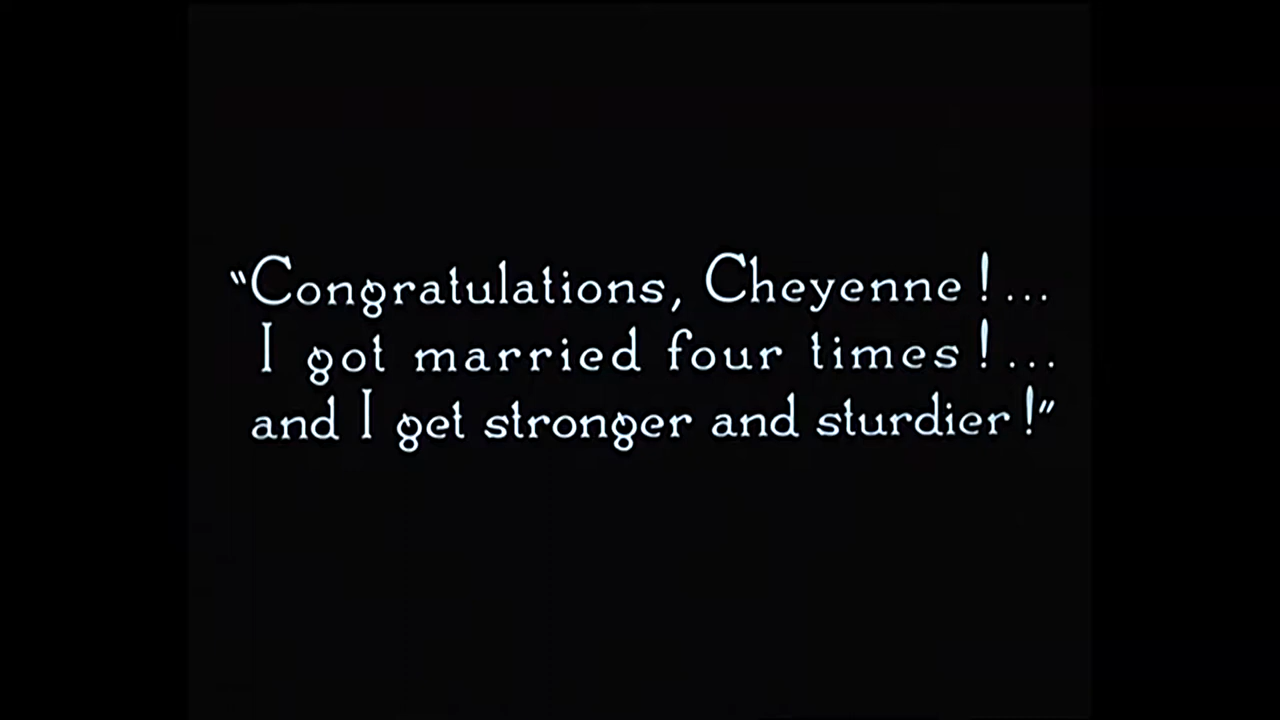 “Congratulations, Cheyenne!...
I got married four times!...
and I get stronger and sturdier!”